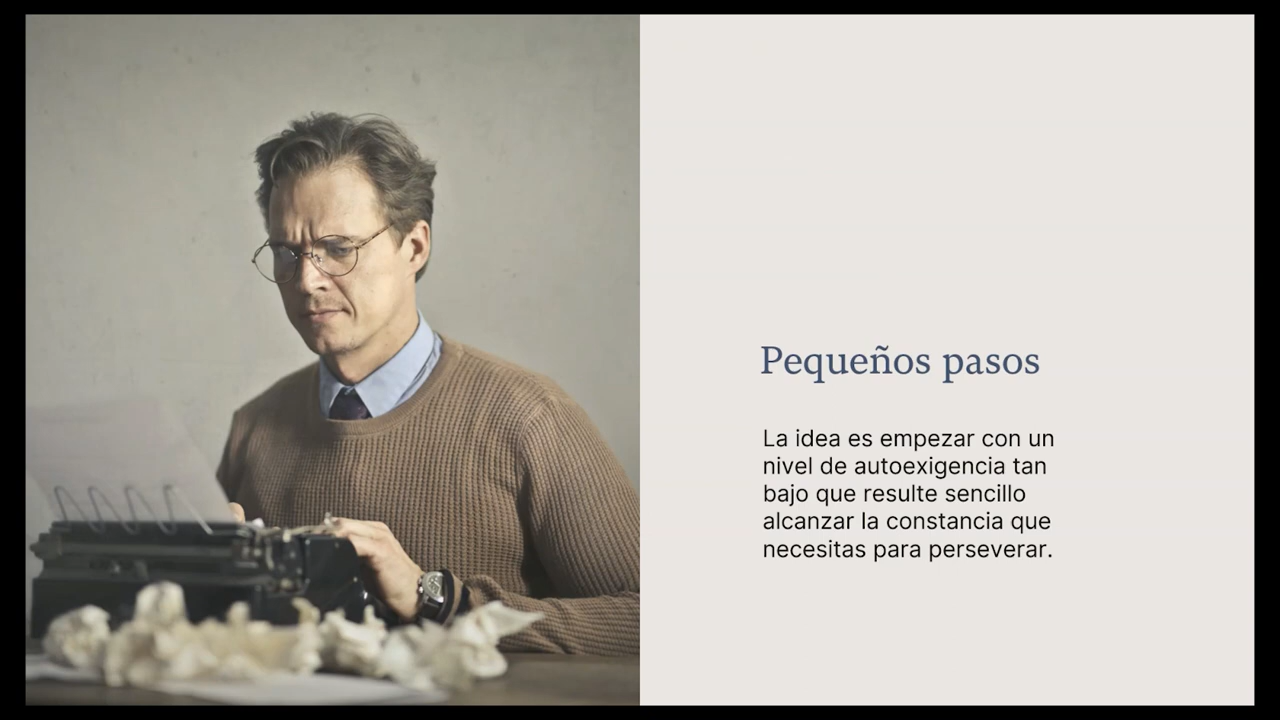 Pequeños pasos
La idea es empezar con un
nivel de autoexigencia tan
bajo que resulte sencillo
alcanzar la constancia que
necesitas para perseverar.